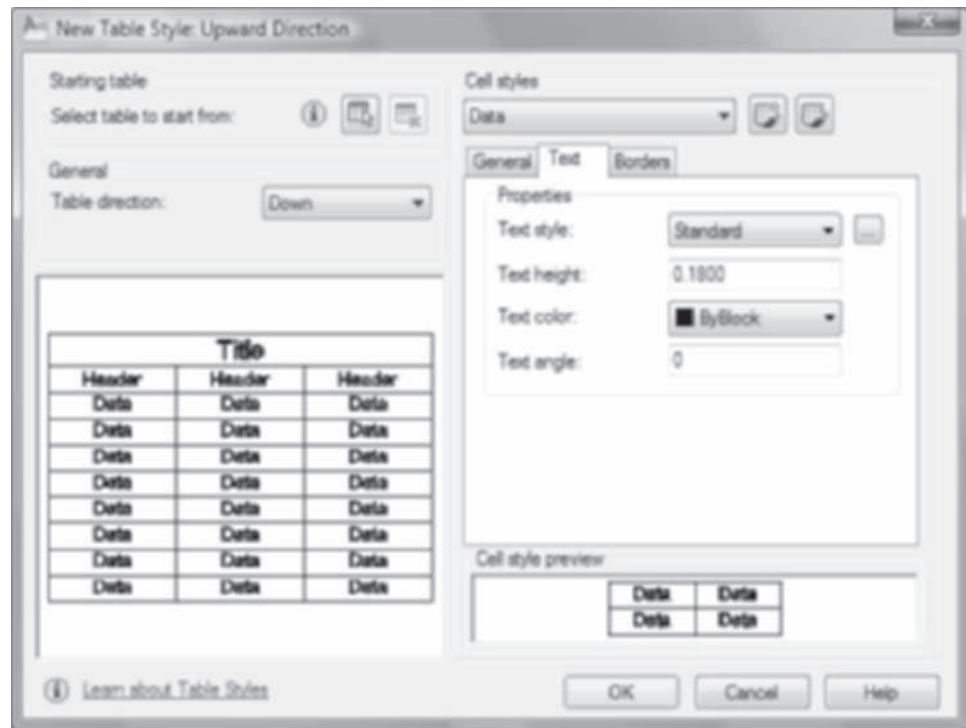 New Table Style: Upward Direction
Starting table
Select table to start from:
General
Table direction: Down
Title
Header Header Header
Data Data Data
Data Data Data
Data Data Data
Data Data Data
Data Data Data
Data Data Data
Data Data Data
Data Data Data
Learn about Table Styles
Cell styles
Data
General Text Borders
Properties
Text style: Standard ...
Text height: 0.1800
Text color: ByBlock
Text angle: 0
Cell style preview
Data Data
Data Data
OK Cancel Help